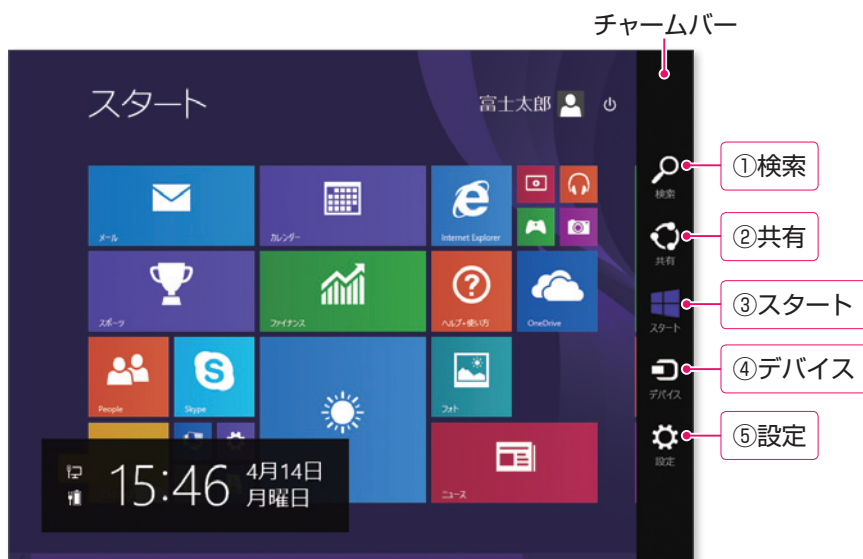 チャームバー
スタート
富士太郎
①検索
検索
②共有
共有
③スタート
スタート
④デバイス
デバイス
⑤設定
設定
メール
カレンダー
Internet Explorer
スポーツ
ファイナンス
ヘルプ+使い方
OneDrive
People
Skype
フォト
ニュース
15:46
4月14日
月曜日